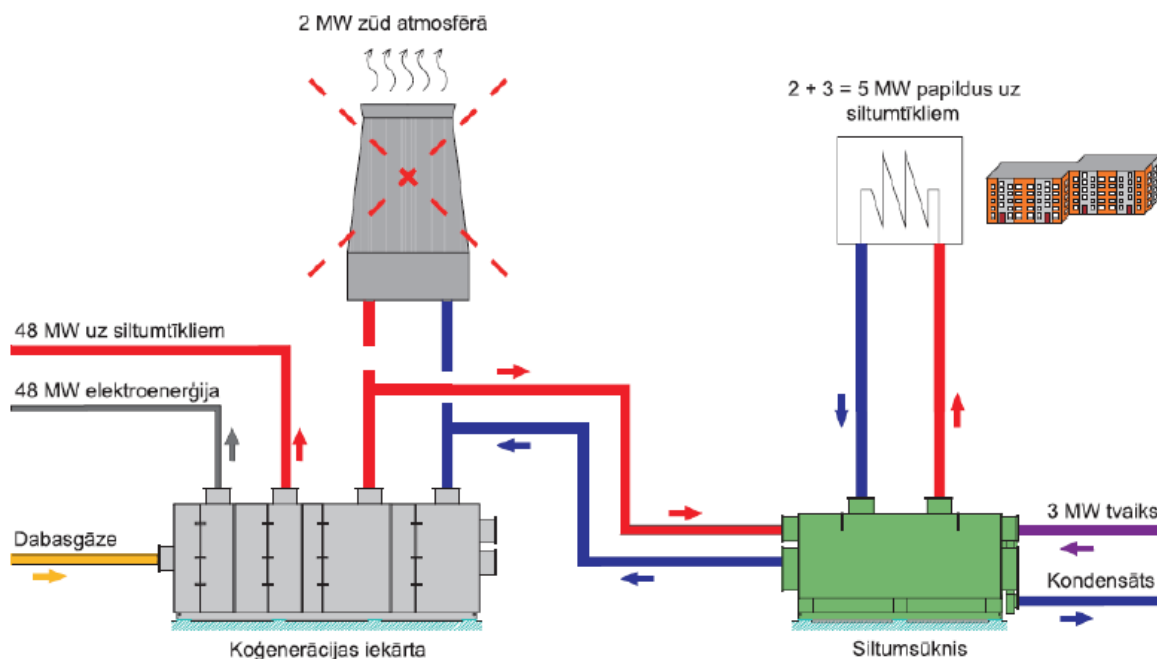 2 MW zūd atmosfērā
2 + 3 = 5 MW papildus uz
siltumtīkliem
48 MW uz siltumtīkliem
48 MW elektroenerģija
Dabasgāze
3 MW tvaiks
Kondensāts
Koģenerācijas iekārta
Siltumsūknis